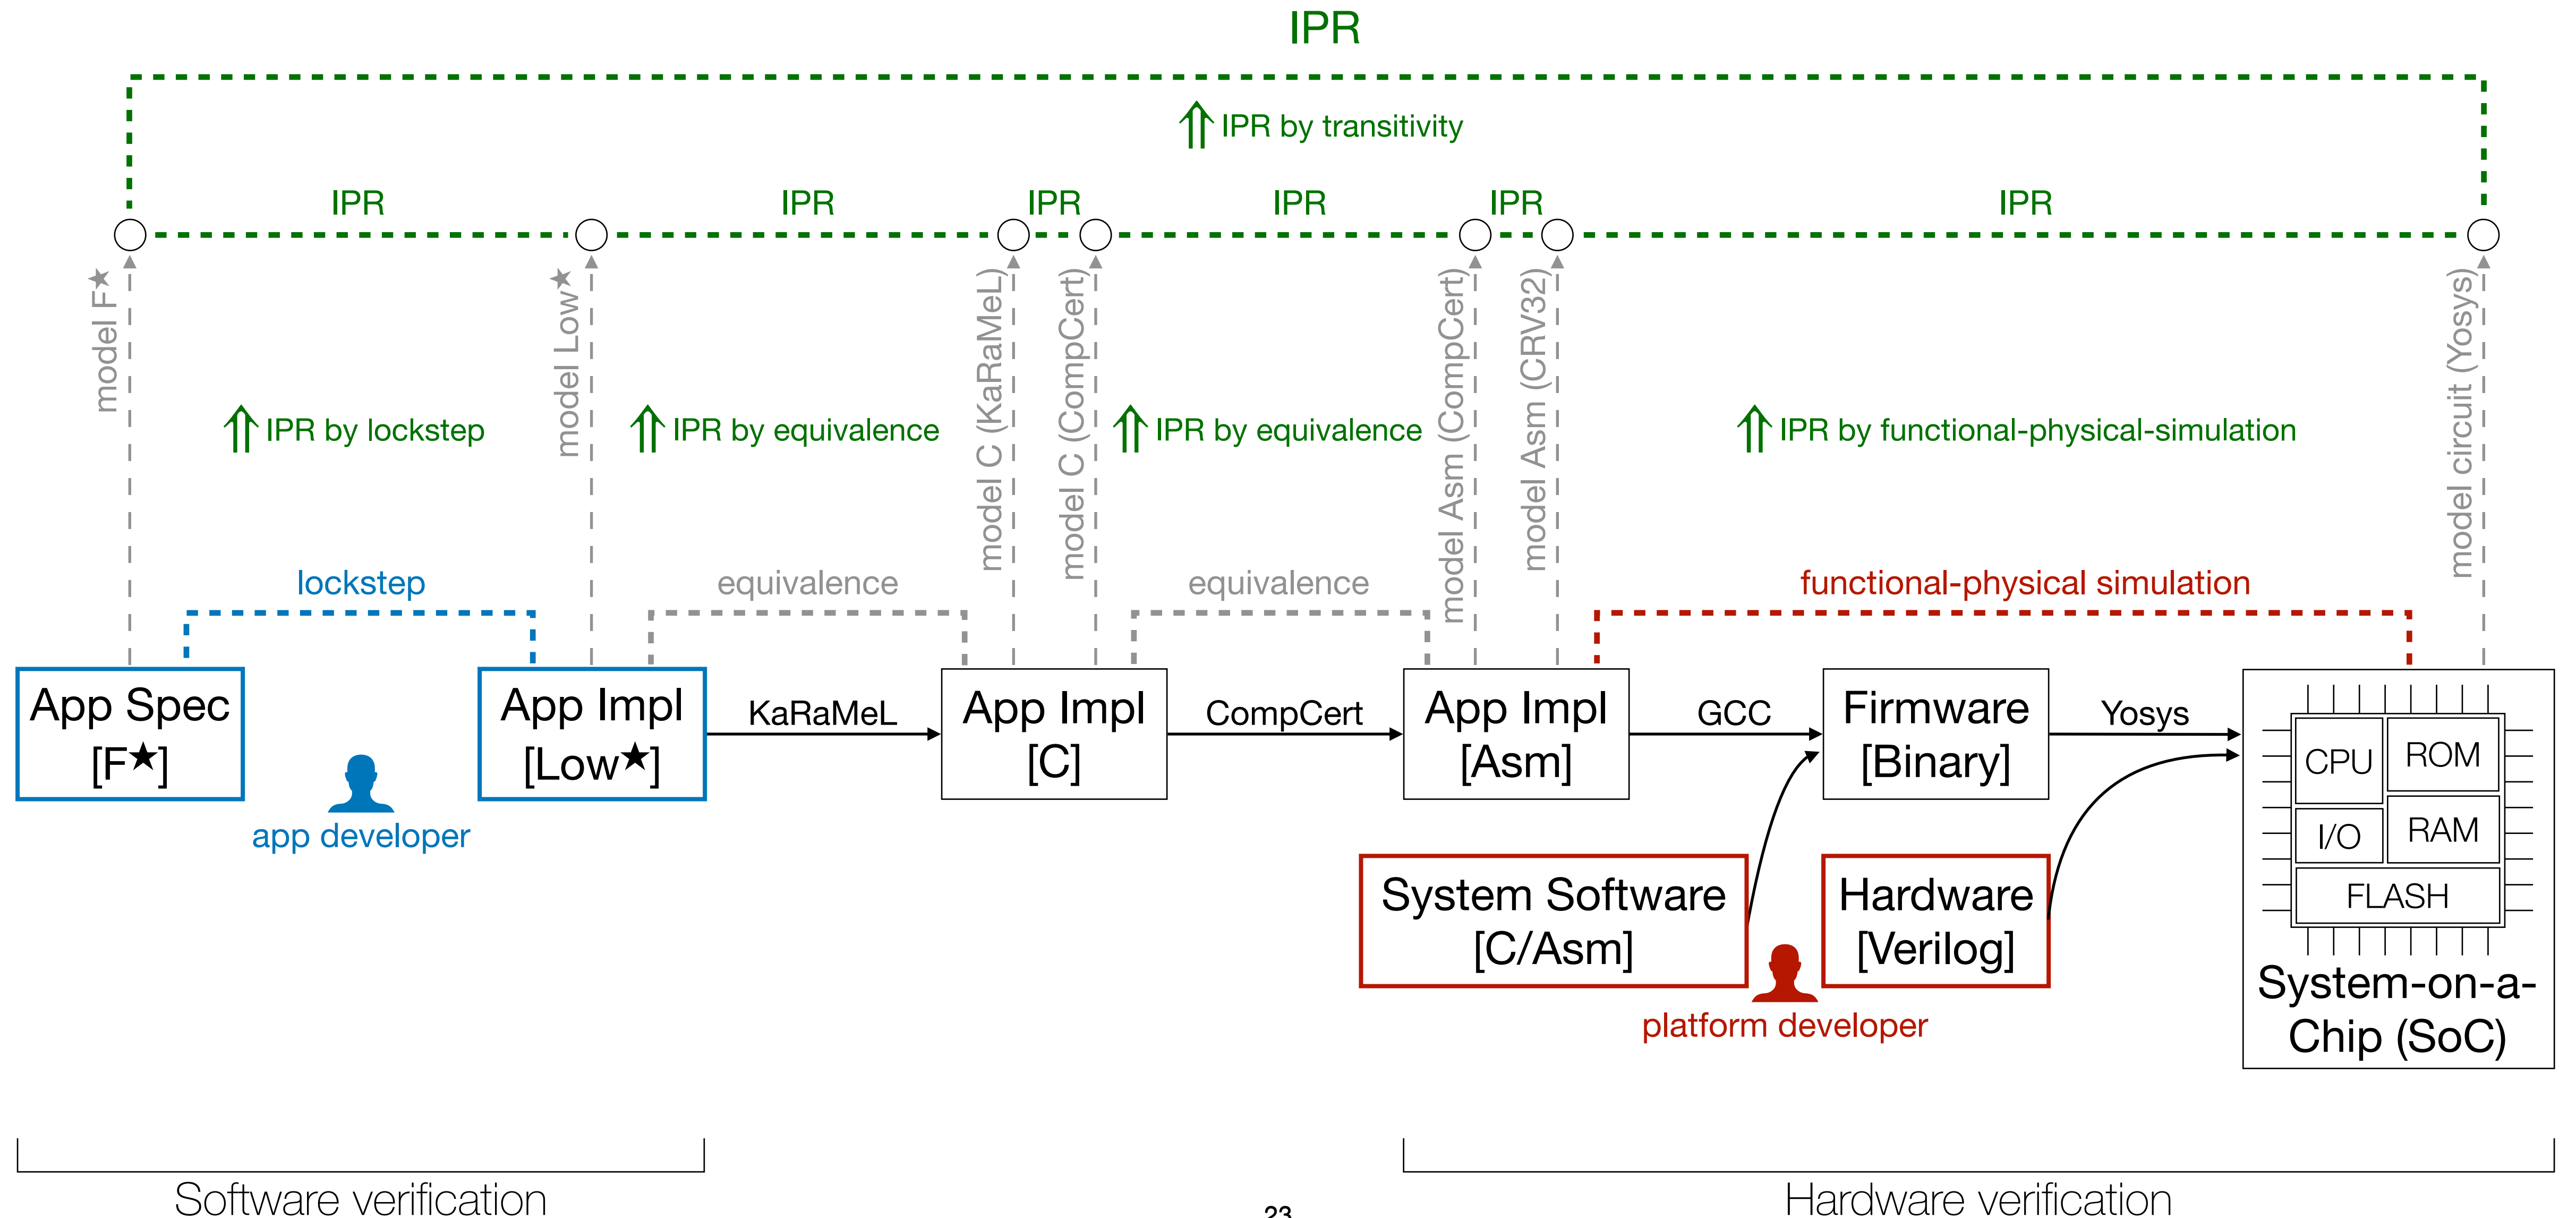 IPR
IPR by transitivity
IPR
IPR
IPR
IPR
IPR
IPR
model F★
model Low★
model C (KaRaMeL)
model C (CompCert)
model Asm (CompCert)
model Asm (CRV32)
model circuit (Yosys)
IPR by lockstep
IPR by equivalence
IPR by equivalence
IPR by functional-physical-simulation
lockstep
equivalence
equivalence
functional-physical simulation
App Spec
[F★]
App Impl
[Low★]
KaRaMeL
App Impl
[C]
CompCert
App Impl
[Asm]
GCC
Firmware
[Binary]
Yosys
CPU
ROM
I/O
RAM
FLASH
System-on-a-
Chip (SoC)
app developer
System Software
[C/Asm]
Hardware
[Verilog]
platform developer
Software verification
23
Hardware verification